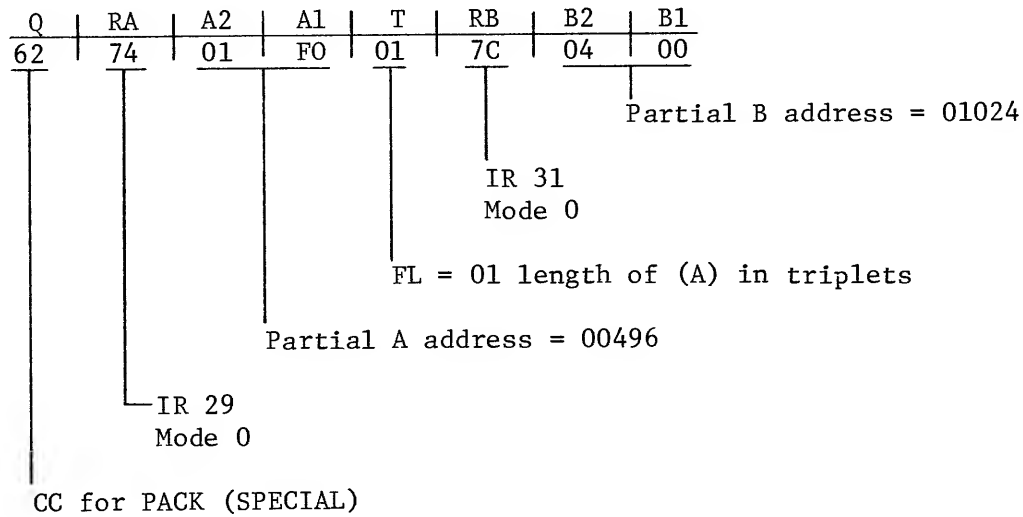 Q | RA | A2 | A1 | T | RB | B2 | B1
62 | 74 | 01 | F0 | 01 | 7C | 04 | 00
Partial B address = 01024
IR 31
Mode 0
FL = 01 length of (A) in triplets
Partial A address = 00496
IR 29
Mode 0
CC for PACK (SPECIAL)